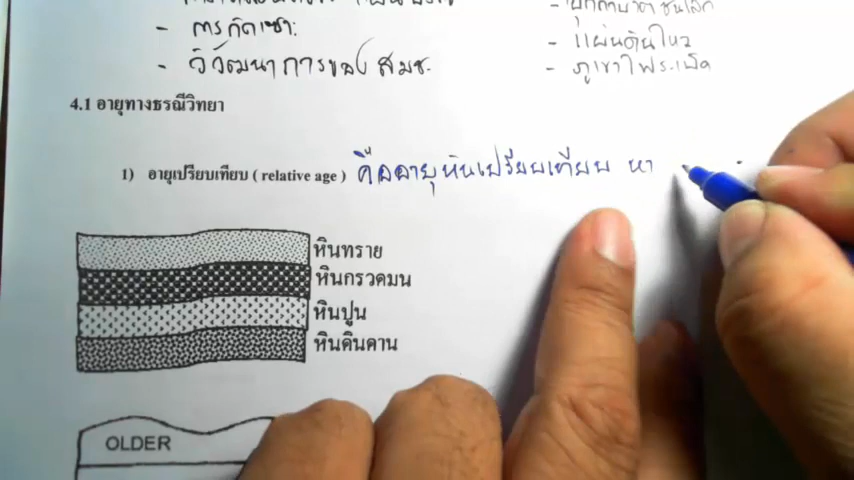 - การกัดเซาะ
- แผ่นดินไหว
- วิวัฒนาการของ สมช.
- ภูเขาไฟระเบิด
4.1 อายุทางธรณีวิทยา
1) อายุเปรียบเทียบ ( relative age ) คืออายุหินเปรียบเทียบ หา
หินทราย
หินกรวดมน
หินปูน
หินดินดาน
OLDER